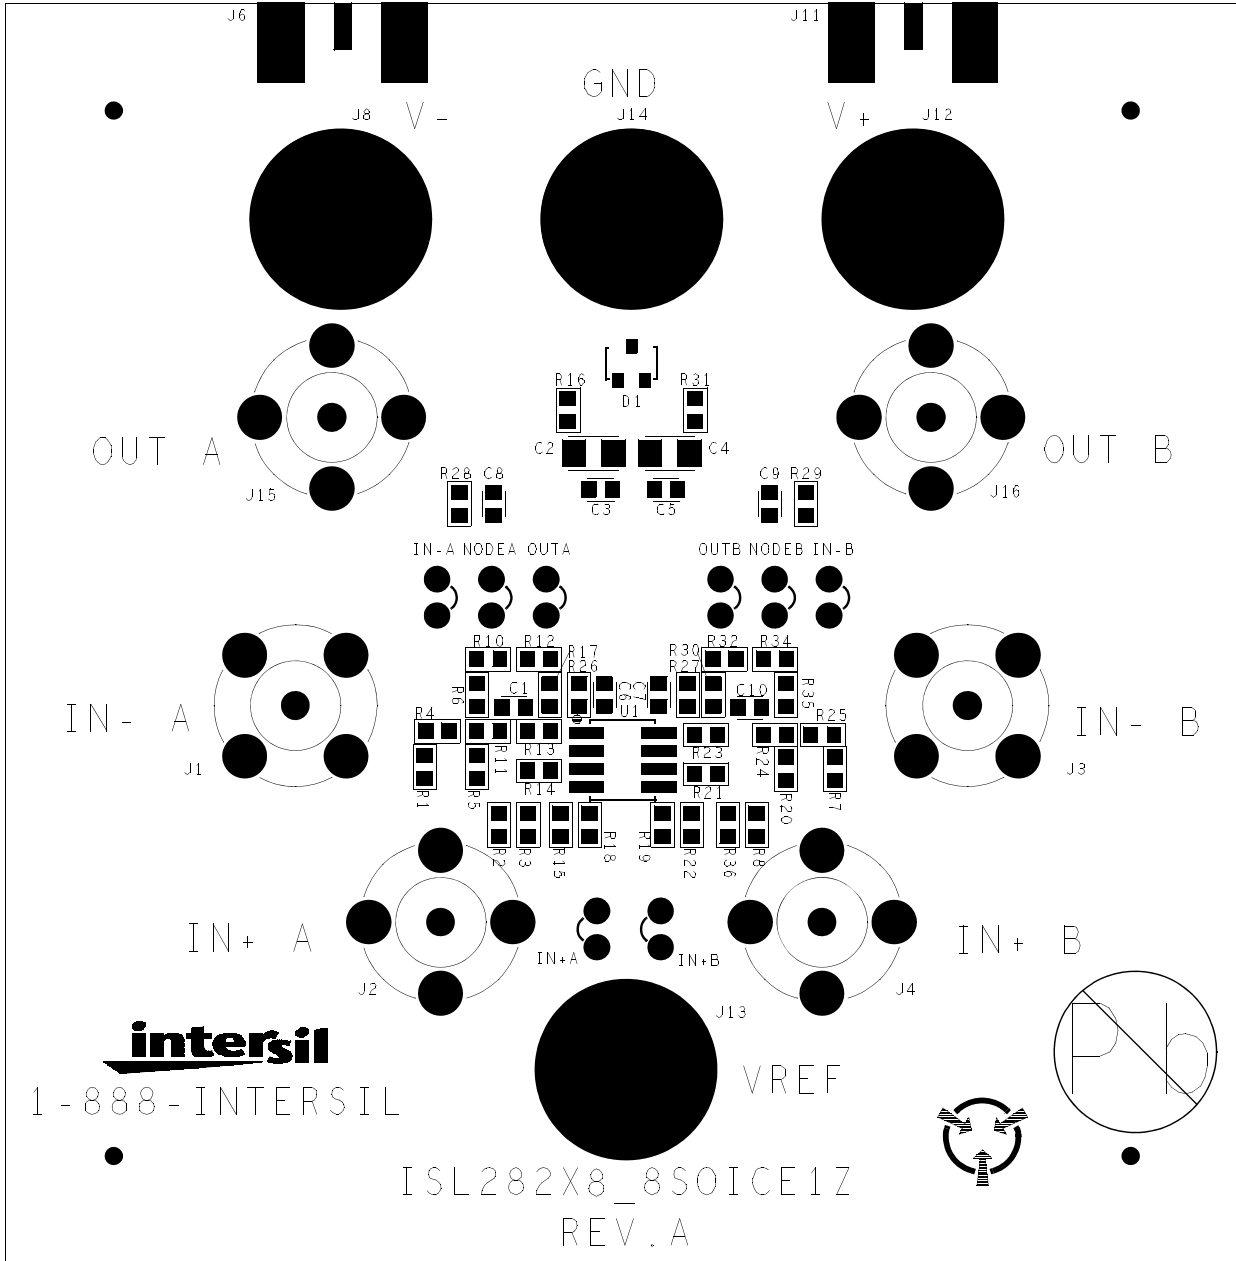 J6
J11
GND
J8
V-
J14
V+
J12
R16
R31
D1
OUT A
C2
C4
OUT B
R28
C8
C9
R29
J15
C3
C5
J16
IN-A NODEA OUTA
OUTB NODEB IN-B
R10
R12
R17
R30
R32
R34
R26
R27
R6
C1
C6
C7
C10
R35
U1
IN- A
R4
R25
IN- B
R11
R13
R23
R24
J1
J3
R1
R5
R14
R21
R20
R7
R2
R3
R15
R18
R19
R22
R36
R8
IN+ A
IN+A
IN+B
IN+ B
J2
J4
J13
intersil
VREF
Pb
1-888-INTERSIL
ISL282X8_8SOICE1Z
REV.A